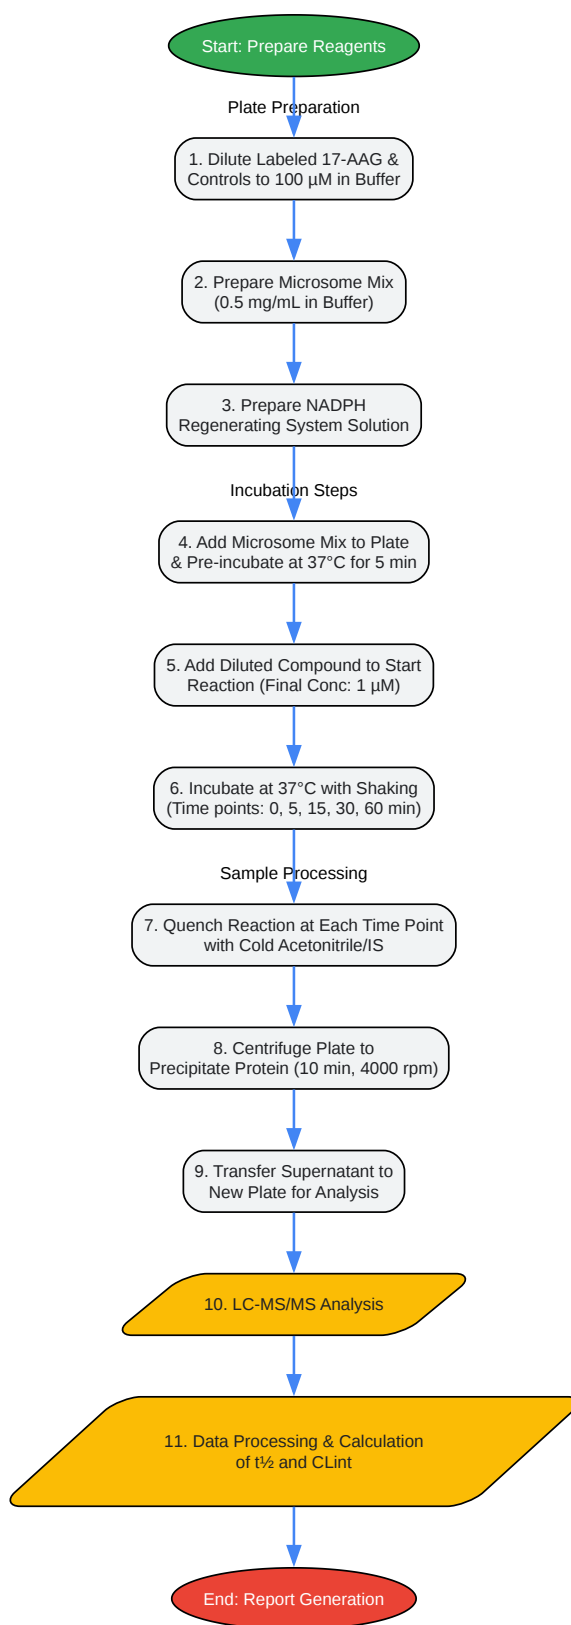 Start: Prepare Reagents
Plate Preparation
1. Dilute Labeled 17-AAG &
Controls to 100 µM in Buffer
2. Prepare Microsome Mix
(0.5 mg/mL in Buffer)
3. Prepare NADPH
Regenerating System Solution
Incubation Steps
4. Add Microsome Mix to Plate
& Pre-incubate at 37°C for 5 min
5. Add Diluted Compound to Start
Reaction (Final Conc: 1 µM)
6. Incubate at 37°C with Shaking
(Time points: 0, 5, 15, 30, 60 min)
Sample Processing
7. Quench Reaction at Each Time Point
with Cold Acetonitrile/IS
8. Centrifuge Plate to
Precipitate Protein (10 min, 4000 rpm)
9. Transfer Supernatant to
New Plate for Analysis
10. LC-MS/MS Analysis
11. Data Processing & Calculation
of t½ and CLint
End: Report Generation